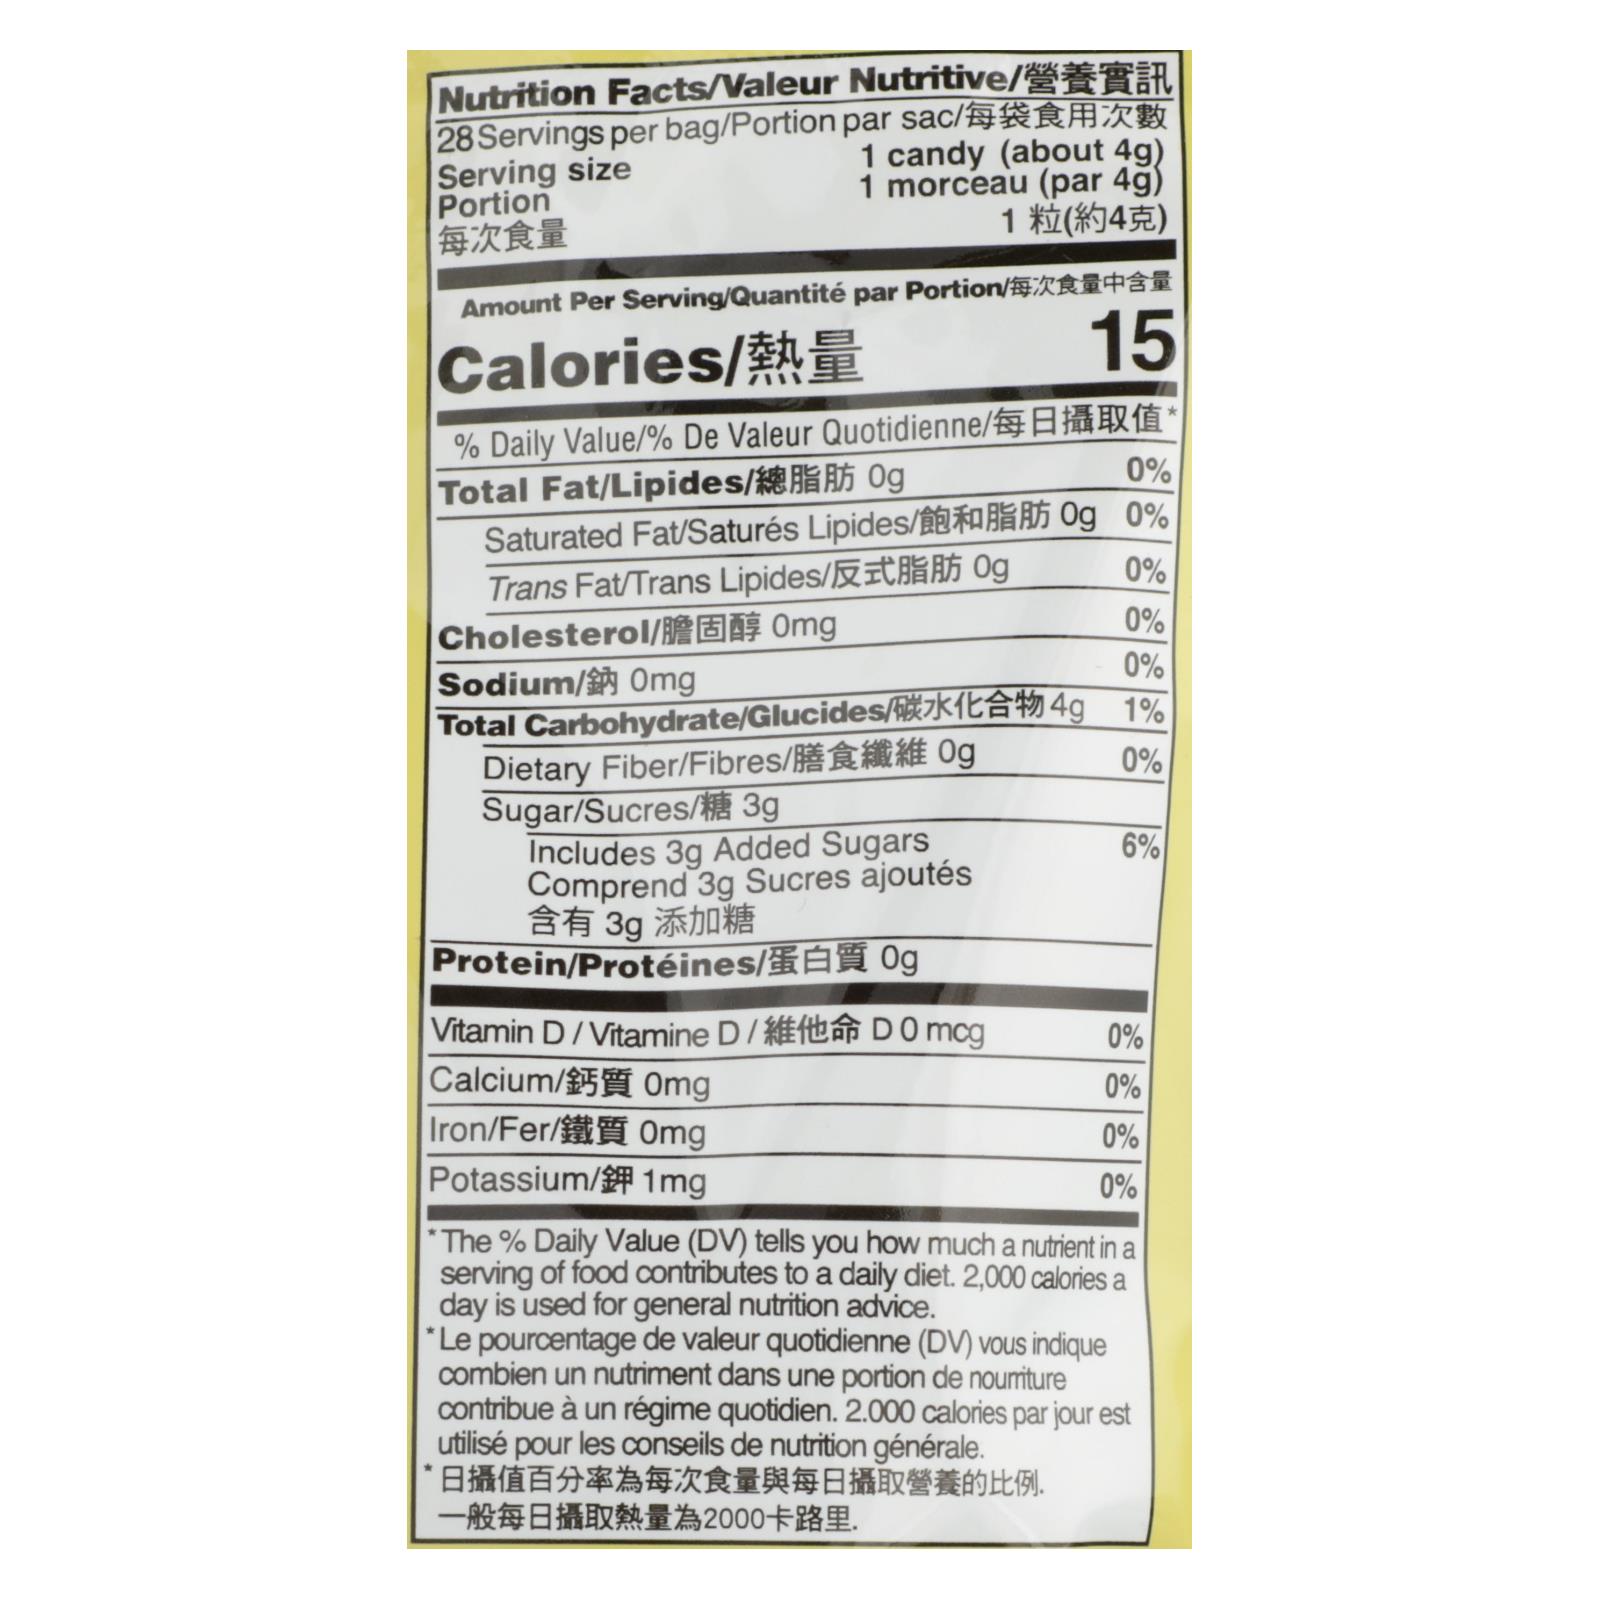 Nutrition Facts/Valeur Nutritive/營養實訊
28 Servings per bag/Portion par sac/每袋食用次數
Serving size 1 candy (about 4g)
Portion 1 morceau (par 4g)
每次食量 1 粒(約4克)
Amount Per Serving/Quantité par Portion/每次食量中含量
Calories/熱量 15
% Daily Value/% De Valeur Quotidienne/每日攝取值*
Total Fat/Lipides/總脂肪 0g 0%
Saturated Fat/Saturés Lipides/飽和脂肪 0g 0%
Trans Fat/Trans Lipides/反式脂肪 0g 0%
Cholesterol/膽固醇 0mg 0%
Sodium/鈉 0mg 0%
Total Carbohydrate/Glucides/碳水化合物 4g 1%
Dietary Fiber/Fibres/膳食纖維 0g 0%
Sugar/Sucres/糖 3g
Includes 3g Added Sugars 6%
Comprend 3g Sucres ajoutés
含有 3g 添加糖
Protein/Protéines/蛋白質 0g
Vitamin D / Vitamine D / 維他命 D 0 mcg 0%
Calcium/鈣質 0mg 0%
Iron/Fer/鐵質 0mg 0%
Potassium/鉀 1mg 0%
* The % Daily Value (DV) tells you how much a nutrient in a
serving of food contributes to a daily diet. 2,000 calories a
day is used for general nutrition advice.
* Le pourcentage de valeur quotidienne (DV) vous indique
combien un nutriment dans une portion de nourriture
contribue à un régime quotidien. 2.000 calories par jour est
utilisé pour les conseils de nutrition générale.
* 日攝值百分率為每次食量與每日攝取營養的比例.
一般每日攝取熱量為2000卡路里.